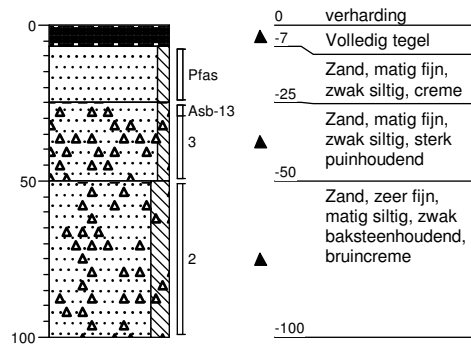 0
50
100
Pfas
Asb-13
3
2
0 verharding
-7 Volledig tegel
Zand, matig fijn,
zwak siltig, creme
-25
Zand, matig fijn,
zwak siltig, sterk
puinhoudend
-50
Zand, zeer fijn,
matig siltig, zwak
baksteenhoudend,
bruincreme
-100